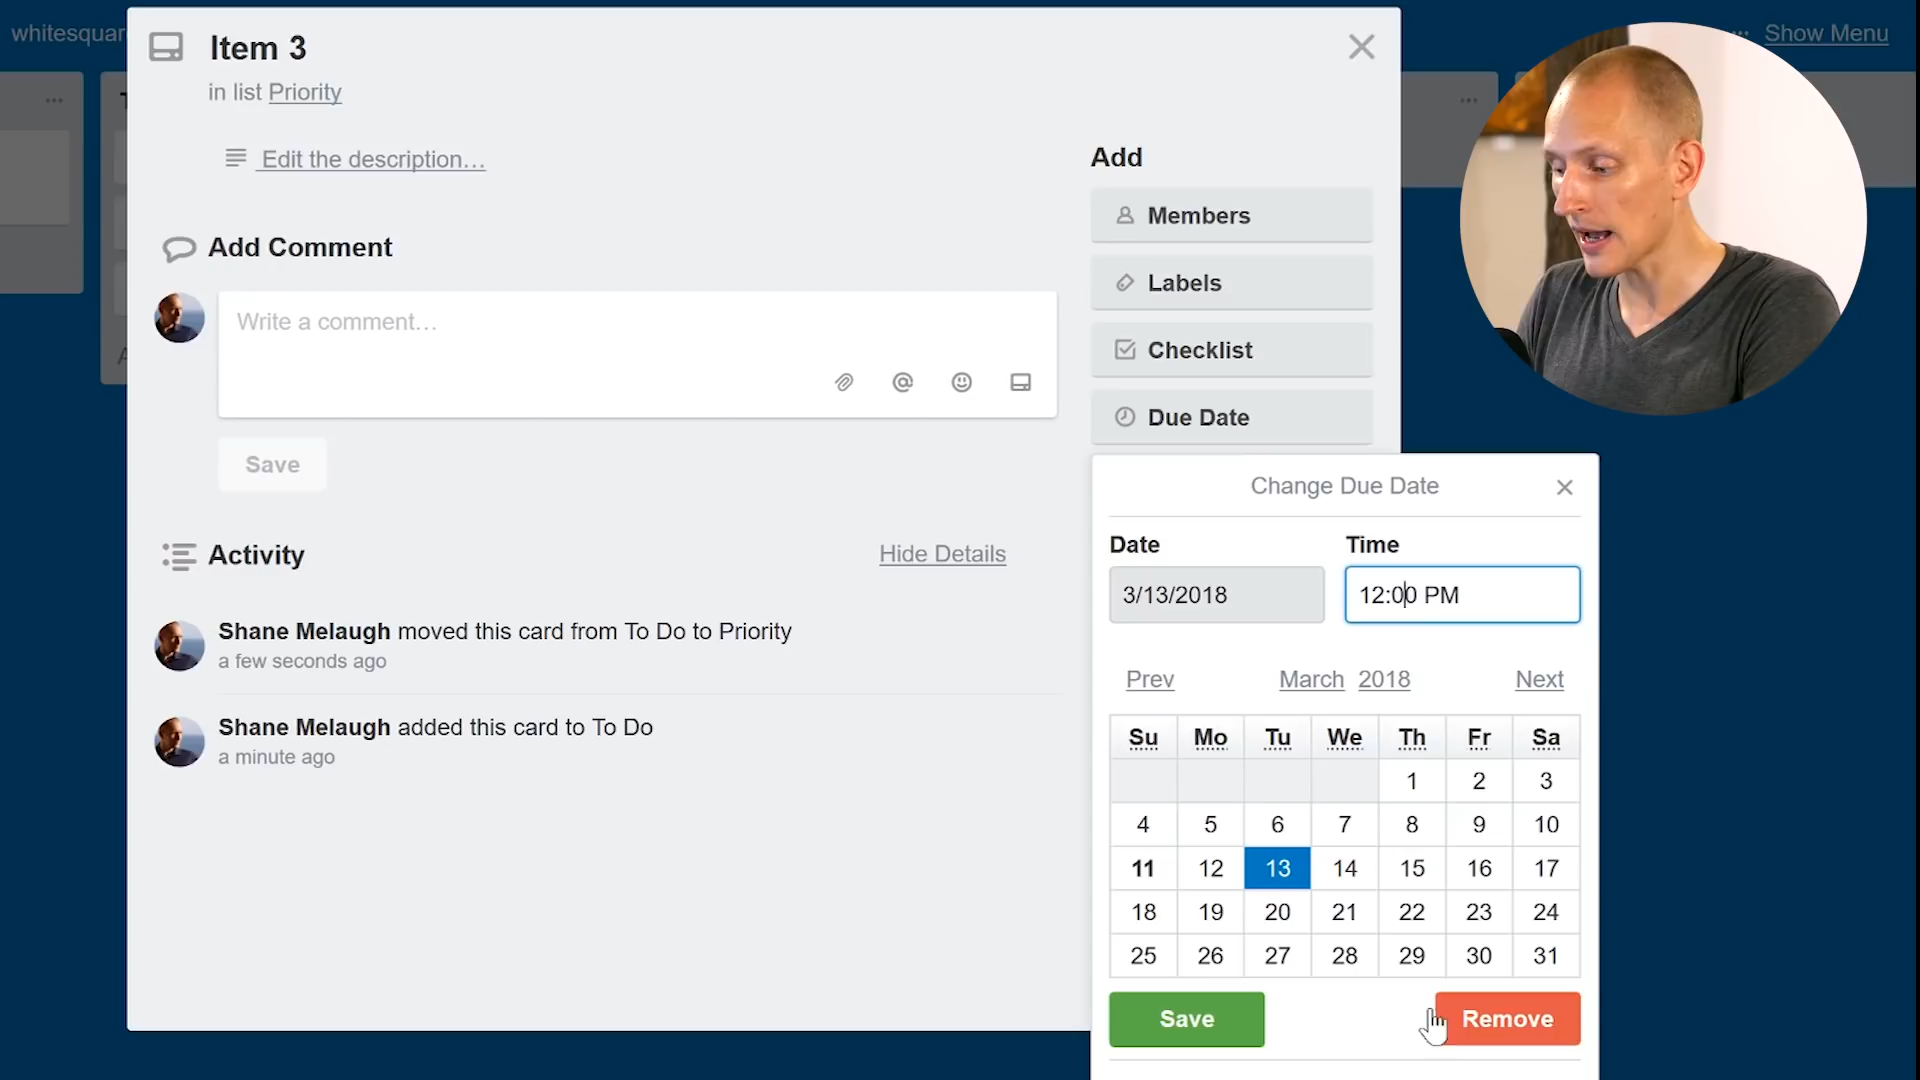 whitesquar
Show Menu
Item 3
in list Priority
Edit the description…
Add
Members
Labels
Checklist
Due Date
Add Comment
Write a comment…
Save
Activity
Hide Details
Shane Melaugh moved this card from To Do to Priority
a few seconds ago
Shane Melaugh added this card to To Do
a minute ago
Change Due Date
Date
Time
3/13/2018
12:00 PM
Prev
March 2018
Next
Su Mo Tu We Th Fr Sa
1 2 3
4 5 6 7 8 9 10
11 12 13 14 15 16 17
18 19 20 21 22 23 24
25 26 27 28 29 30 31
Save
Remove